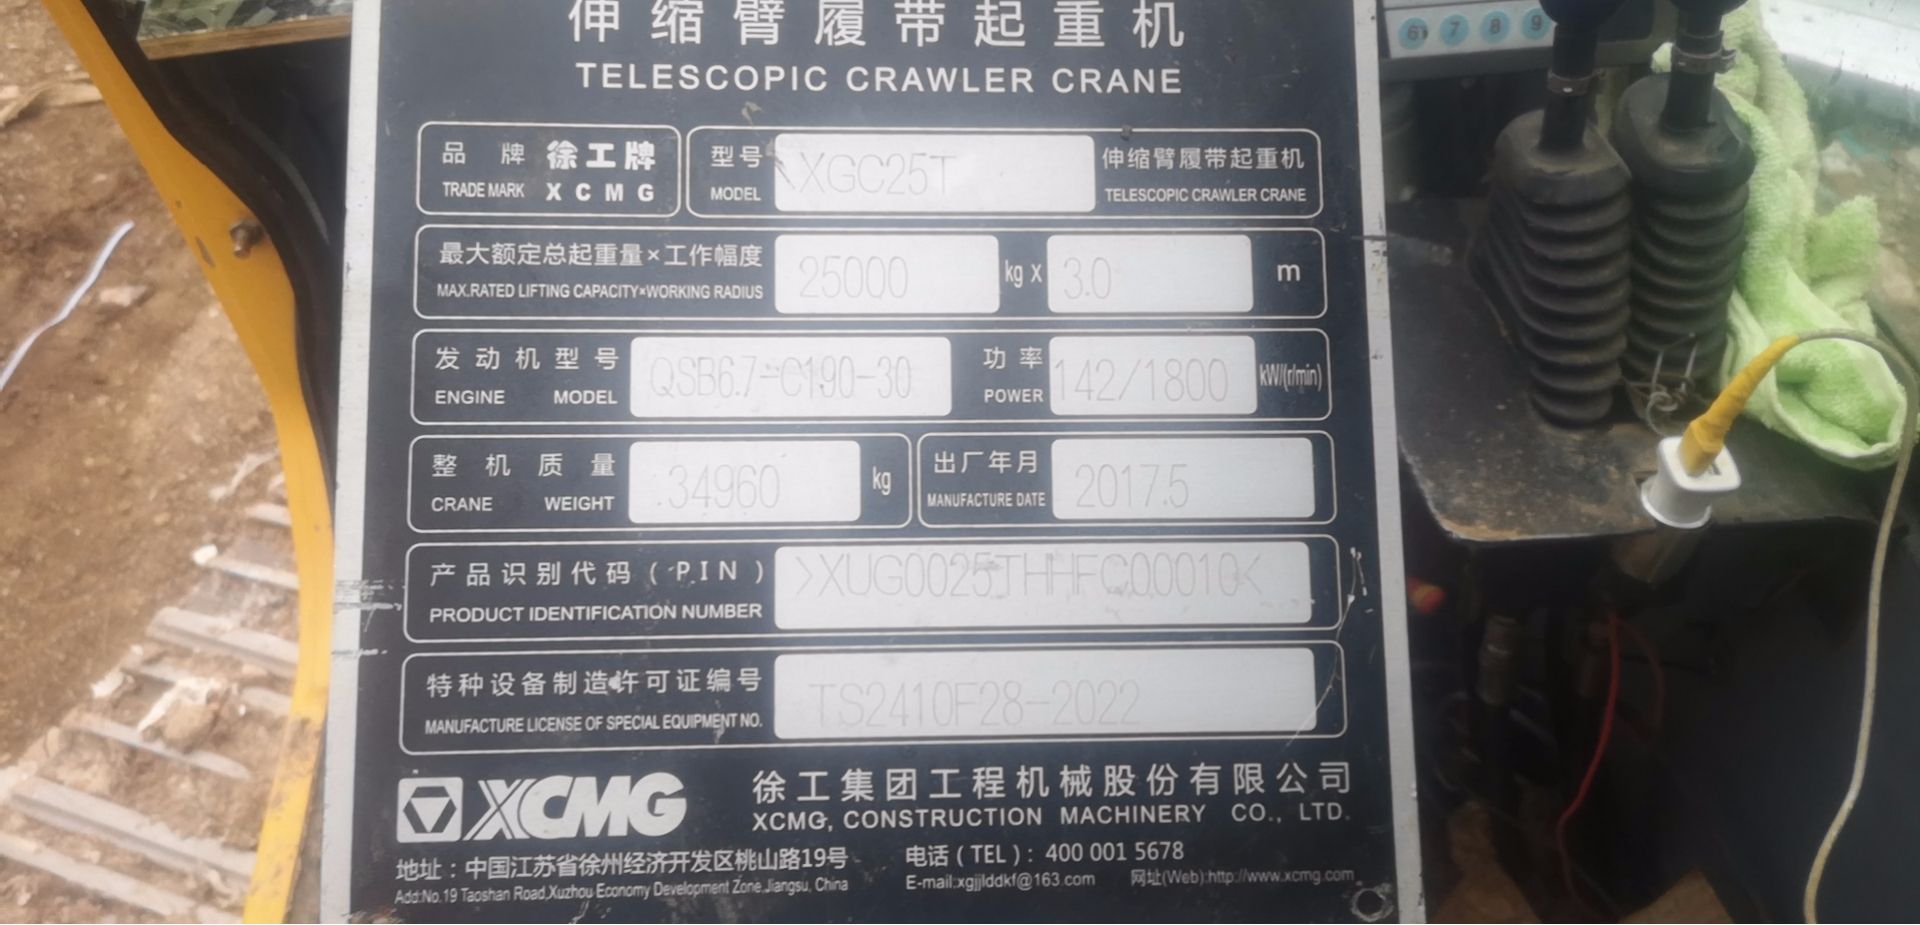 伸缩臂履带起重机
TELESCOPIC CRAWLER CRANE
品牌 徐工牌
TRADE MARK XCMG
型号 XGC25T 伸缩臂履带起重机
MODEL TELESCOPIC CRAWLER CRANE
最大额定总起重量×工作幅度 25000 kg x 3.0 m
MAX.RATED LIFTING CAPACITY×WORKING RADIUS
发动机型号 QSB6.7-C190-30 功率 142/1800 kW/(r/min)
ENGINE MODEL POWER
整机质量 34960 kg 出厂年月 2017.5
CRANE WEIGHT MANUFACTURE DATE
产品识别代码(PIN) >XUG0025THHFC00010<
PRODUCT IDENTIFICATION NUMBER
特种设备制造许可证编号 TS2410F28-2022
MANUFACTURE LICENSE OF SPECIAL EQUIPMENT NO.
XCMG 徐工集团工程机械股份有限公司
XCMG, CONSTRUCTION MACHINERY CO., LTD.
地址：中国江苏省徐州经济开发区桃山路19号 电话(TEL)：400 001 5678
Add:No.19 Taoshan Road,Xuzhou Economy Development Zone,Jiangsu, China E-mail:xgjjlddkf@163.com 网址(Web):http://www.xcmg.com
6 7 8 9